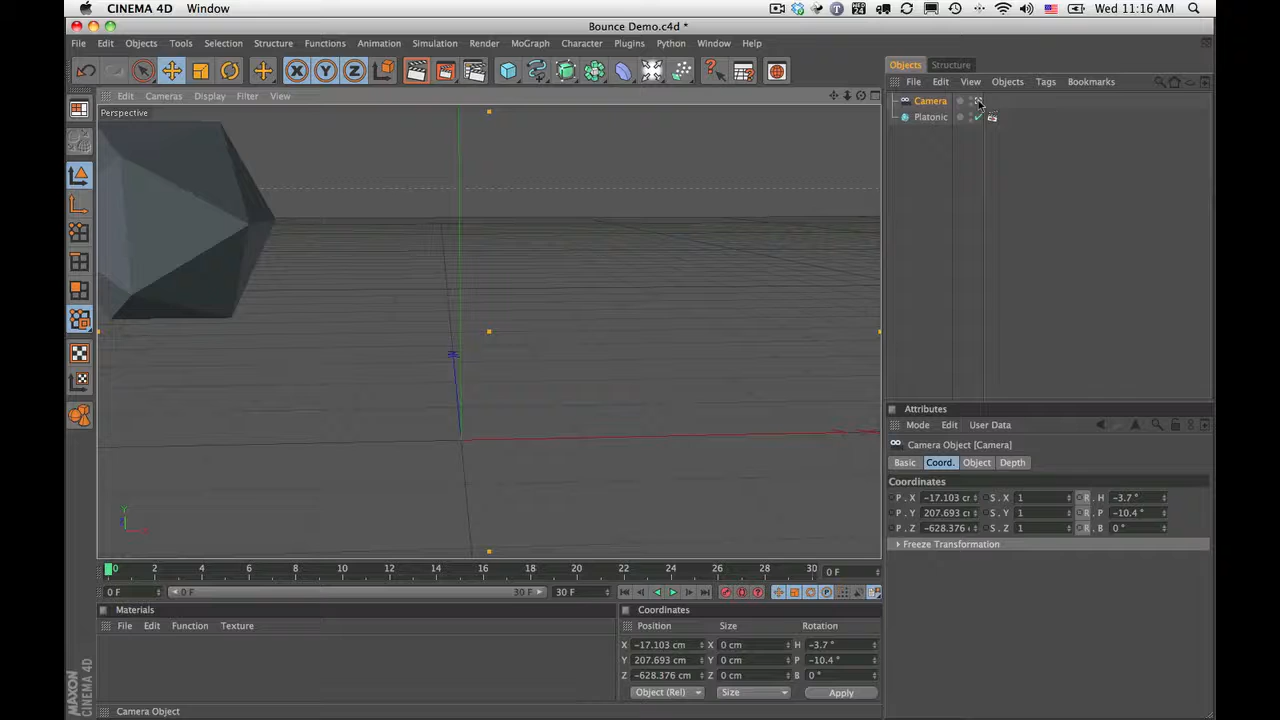 CINEMA 4D Window Wed 11:16 AM
Bounce Demo.c4d *
File Edit Objects Tools Selection Structure Functions Animation Selection Simulation Render MoGraph Character Plugins Python Window Help
Objects Structure
File Edit View Objects Tags Bookmarks
Edit Cameras Display Filter View
Perspective
Camera
Platonic
X Y Z
Attributes
Mode Edit User Data
Camera Object [Camera]
Basic Coord. Object Depth
Coordinates
P . X -17.103 cr S . X 1 R . H -3.7 °
P . Y 207.693 cr S . Y 1 R . P -10.4 °
P . Z -628.376 S . Z 1 R . B 0 °
Freeze Transformation
0 2 4 6 8 10 12 14 16 18 20 22 24 26 28 30 0 F
0 F 0 F 30 F 30 F
Materials
File Edit Function Texture
Coordinates
Position Size Rotation
X -17.103 cm X 0 cm H -3.7 °
Y 207.693 cm Y 0 cm P -10.4 °
Z -628.376 cm Z 0 cm B 0 °
Object (Rel) Size Apply
MAXON CINEMA 4D
Camera Object